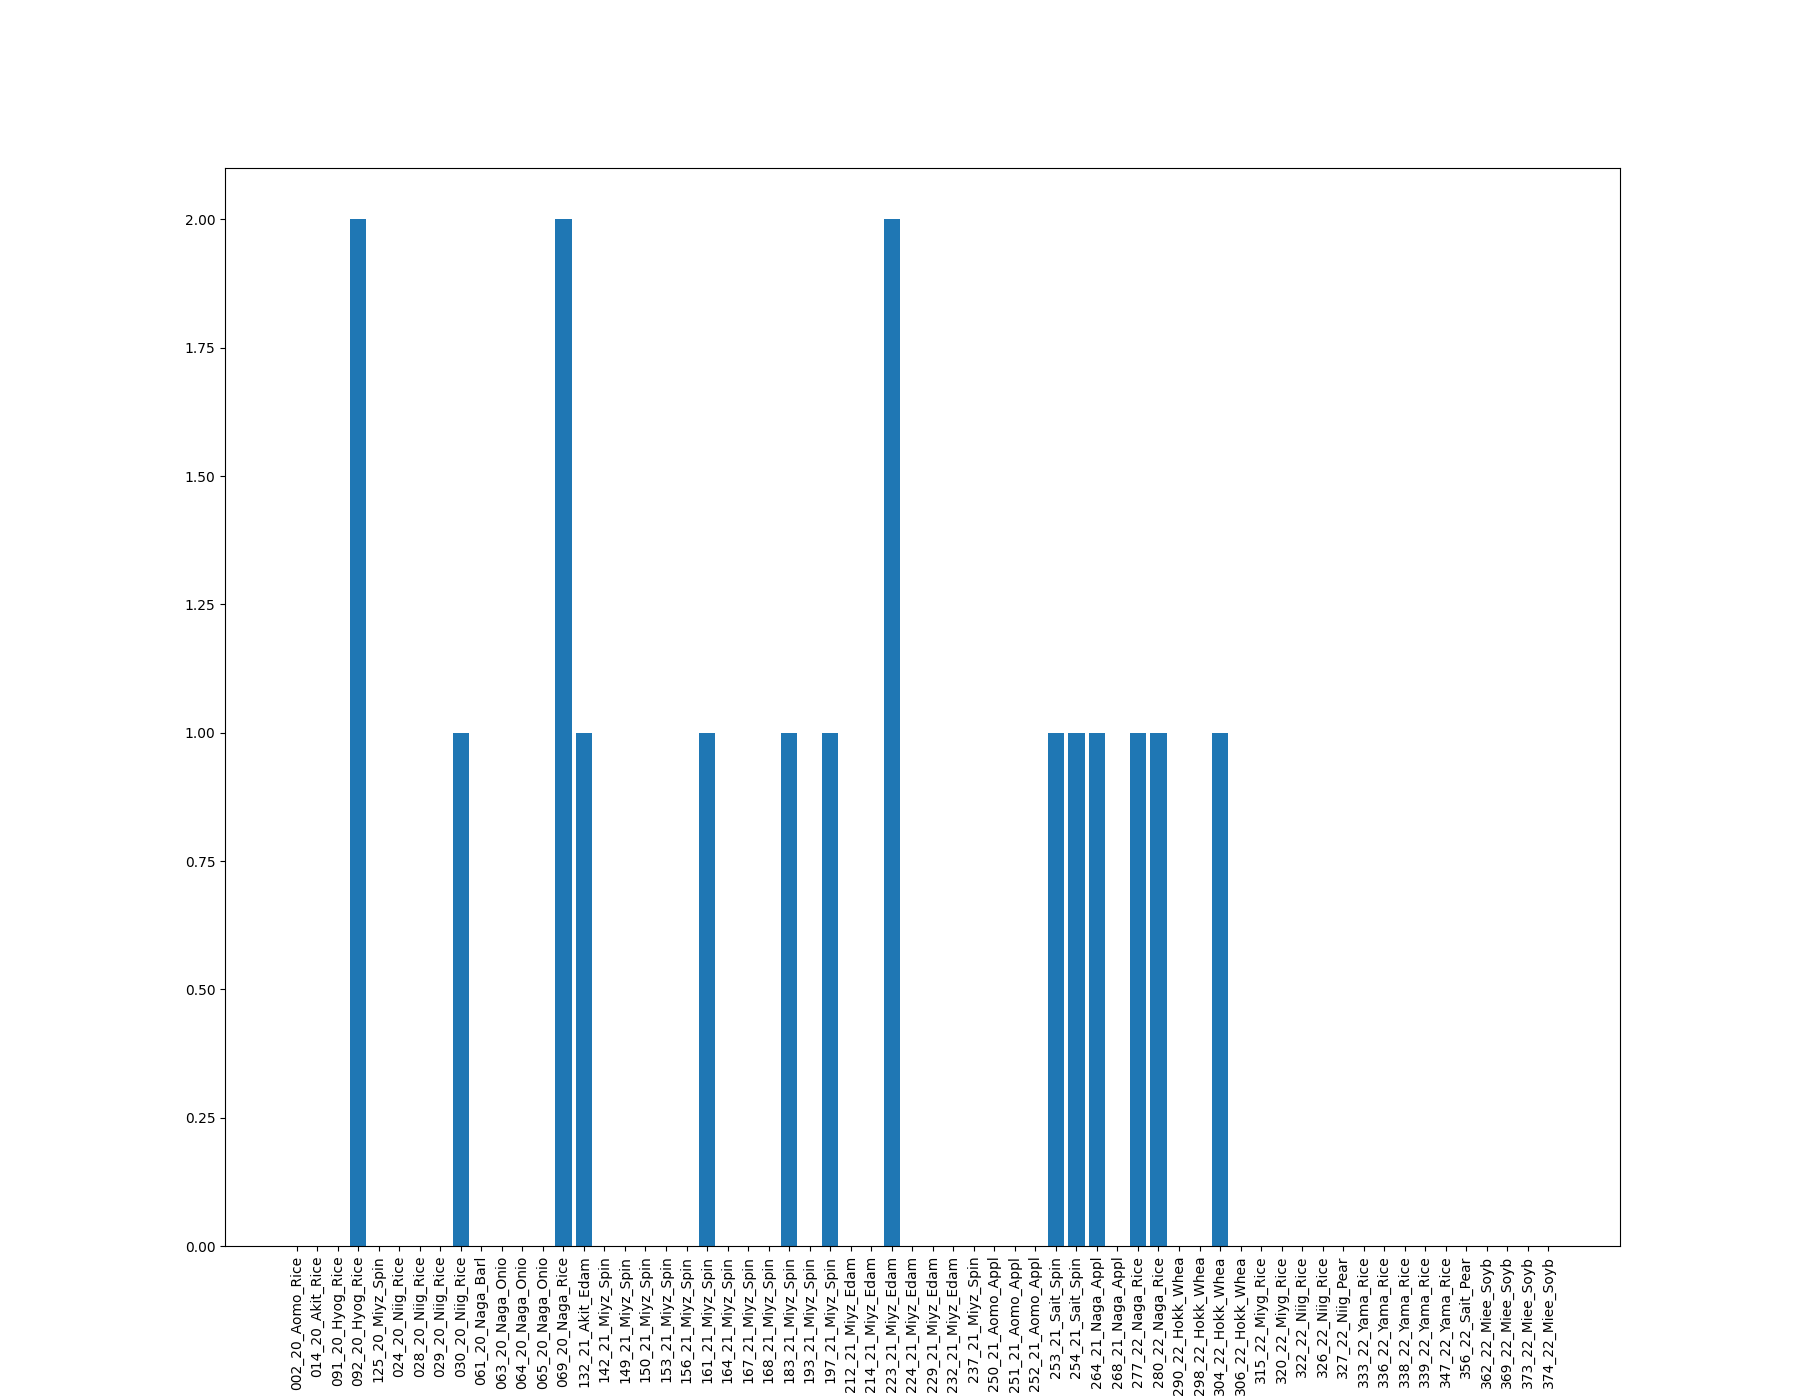 2.00
1.75
1.50
1.25
1.00
0.75
0.50
0.25
0.00
002_20_Aomo_Rice
014_20_Akit_Rice
091_20_Hyog_Rice
092_20_Hyog_Rice
125_20_Miyz_Spin
024_20_Niig_Rice
028_20_Niig_Rice
029_20_Niig_Rice
030_20_Niig_Rice
061_20_Naga_Barl
063_20_Naga_Onio
064_20_Naga_Onio
065_20_Naga_Onio
069_20_Naga_Rice
132_21_Akit_Edam
142_21_Miyz_Spin
149_21_Miyz_Spin
150_21_Miyz_Spin
153_21_Miyz_Spin
156_21_Miyz_Spin
161_21_Miyz_Spin
164_21_Miyz_Spin
167_21_Miyz_Spin
168_21_Miyz_Spin
183_21_Miyz_Spin
193_21_Miyz_Spin
197_21_Miyz_Spin
212_21_Miyz_Edam
214_21_Miyz_Edam
223_21_Miyz_Edam
224_21_Miyz_Edam
229_21_Miyz_Edam
232_21_Miyz_Edam
237_21_Miyz_Spin
250_21_Aomo_Appl
251_21_Aomo_Appl
252_21_Aomo_Appl
253_21_Sait_Spin
254_21_Sait_Spin
264_21_Naga_Appl
268_21_Naga_Appl
277_22_Naga_Rice
280_22_Naga_Rice
290_22_Hokk_Whea
298_22_Hokk_Whea
304_22_Hokk_Whea
306_22_Hokk_Whea
315_22_Miyg_Rice
320_22_Miyg_Rice
322_22_Niig_Rice
326_22_Niig_Rice
327_22_Niig_Pear
333_22_Yama_Rice
336_22_Yama_Rice
338_22_Yama_Rice
339_22_Yama_Rice
347_22_Yama_Rice
356_22_Sait_Pear
362_22_Miee_Soyb
369_22_Miee_Soyb
373_22_Miee_Soyb
374_22_Miee_Soyb